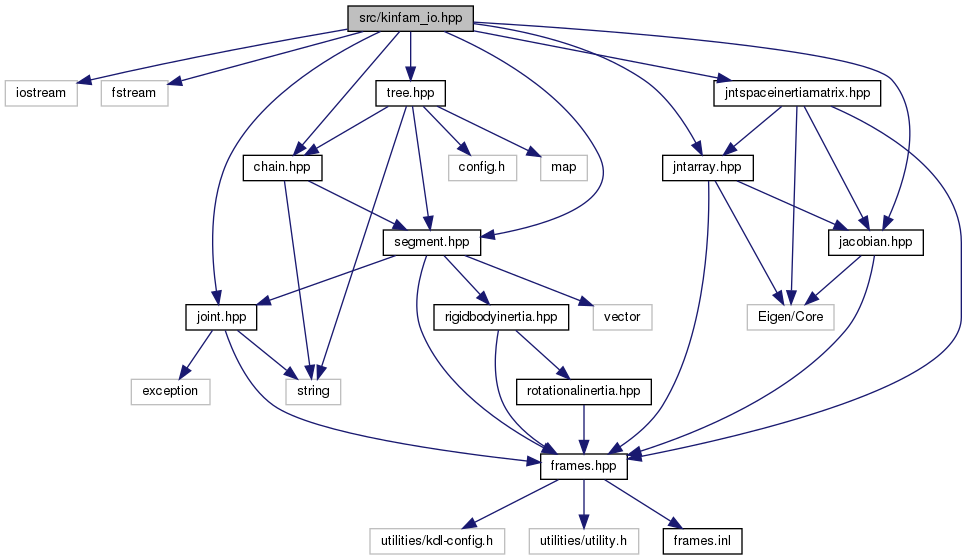 src/kinfam_io.hpp
iostream
fstream
tree.hpp
jntspaceinertiamatrix.hpp
chain.hpp
config.h
map
jntarray.hpp
segment.hpp
jacobian.hpp
joint.hpp
rigidbodyinertia.hpp
vector
Eigen/Core
exception
string
rotationalinertia.hpp
frames.hpp
utilities/kdl-config.h
utilities/utility.h
frames.inl